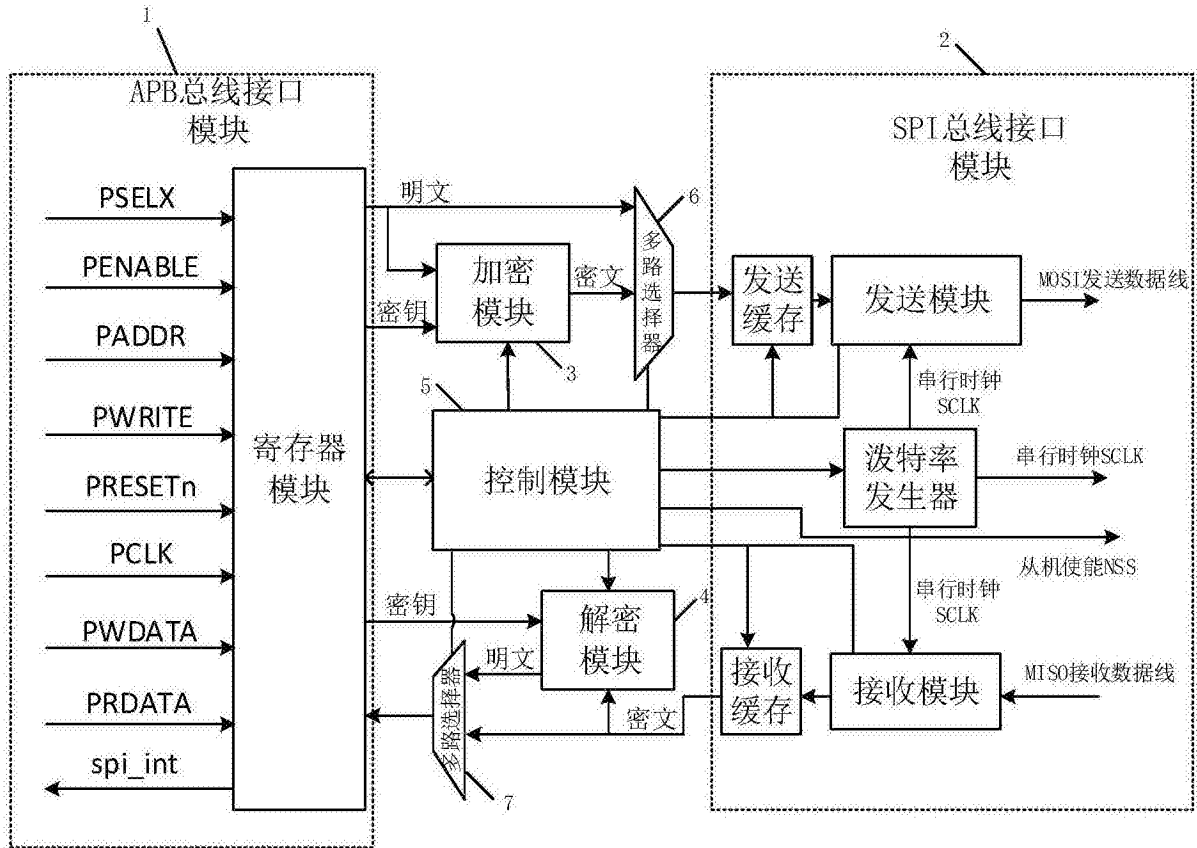 1
APB总线接口
模块
PSELX
PENABLE
PADDR
PWRITE
PRESETn
PCLK
PWDATA
PRDATA
spi_int
寄存器
模块
明文
密钥
加密
模块
3
密文
6
多路选择器
5
控制模块
密钥
解密
模块
4
明文
密文
多路选择器
7
2
SPI总线接口
模块
发送
缓存
发送模块
MOSI发送数据线
串行时钟
SCLK
泼特率
发生器
串行时钟SCLK
从机使能NSS
串行时钟
SCLK
接收
缓存
接收模块
MISO接收数据线